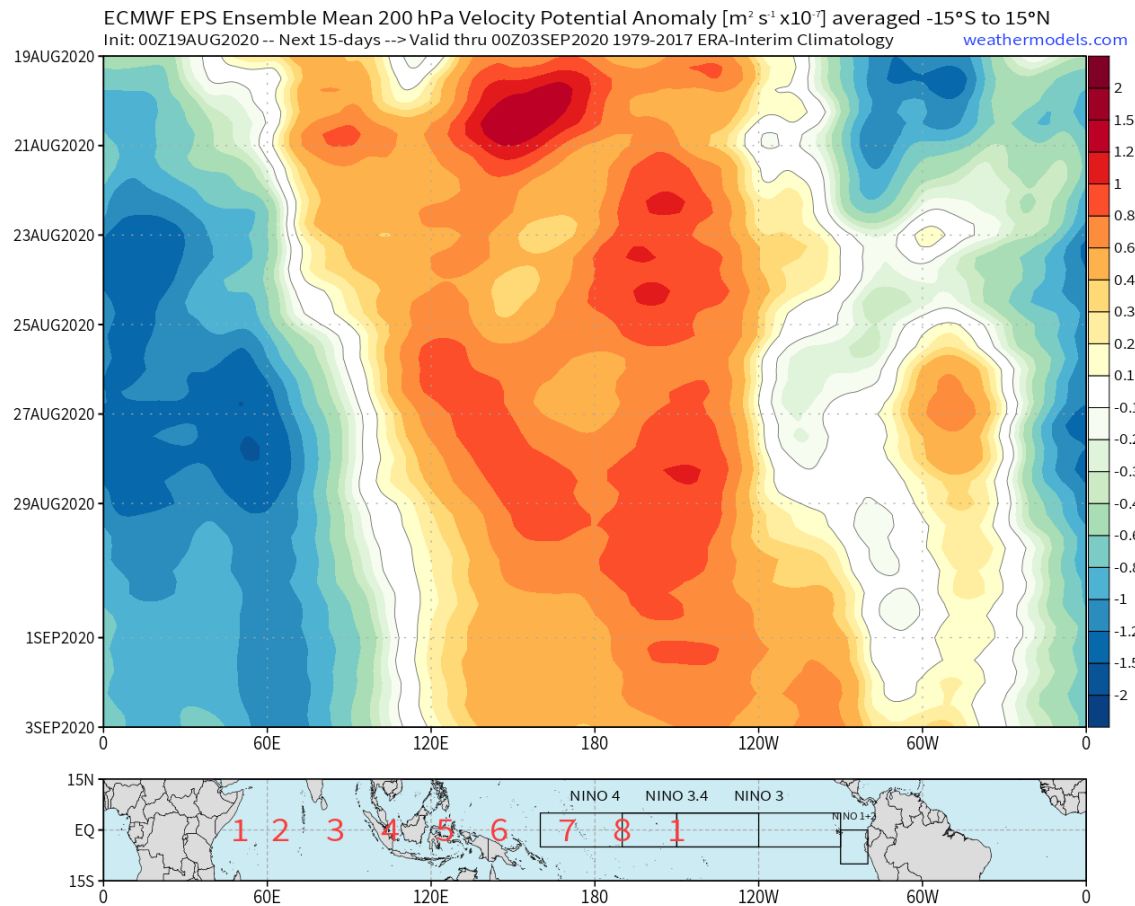 ECMWF EPS Ensemble Mean 200 hPa Velocity Potential Anomaly [m² s⁻¹ x10⁻⁷] averaged -15°S to 15°N
Init: 00Z19AUG2020 -- Next 15-days --> Valid thru 00Z03SEP2020 1979-2017 ERA-Interim Climatology
weathermodels.com
19AUG2020
21AUG2020
23AUG2020
25AUG2020
27AUG2020
29AUG2020
1SEP2020
3SEP2020
0 60E 120E 180 120W 60W 0
2
1.5
1.2
1
0.8
0.6
0.4
0.3
0.2
0.1
-0.
-0.2
-0.3
-0.4
-0.6
-0.8
-1
-1.2
-1.5
-2
15N
EQ
15S
NINO 4 NINO 3.4 NINO 3
NINO 1+2
1 2 3 4 5 6 7 8 1
0 60E 120E 180 120W 60W 0